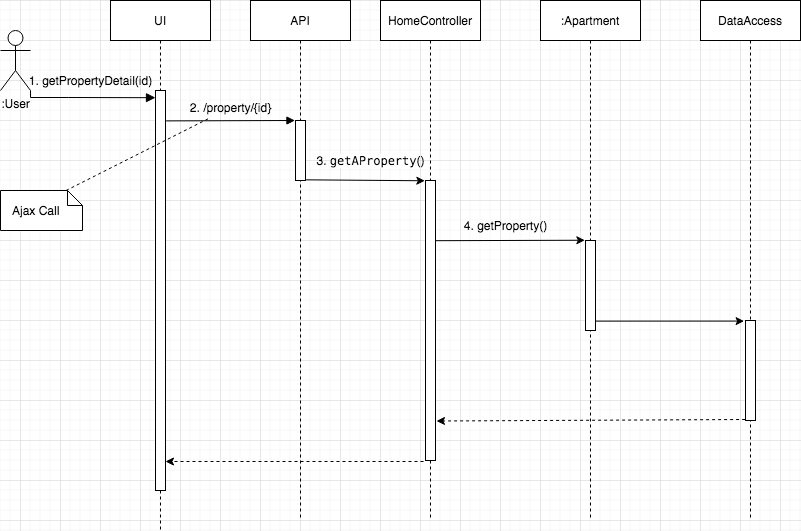 UI
API
HomeController
:Apartment
DataAccess
1. getPropertyDetail(id)
:User
2. /property/{id}
3. getAProperty()
Ajax Call
4. getProperty()